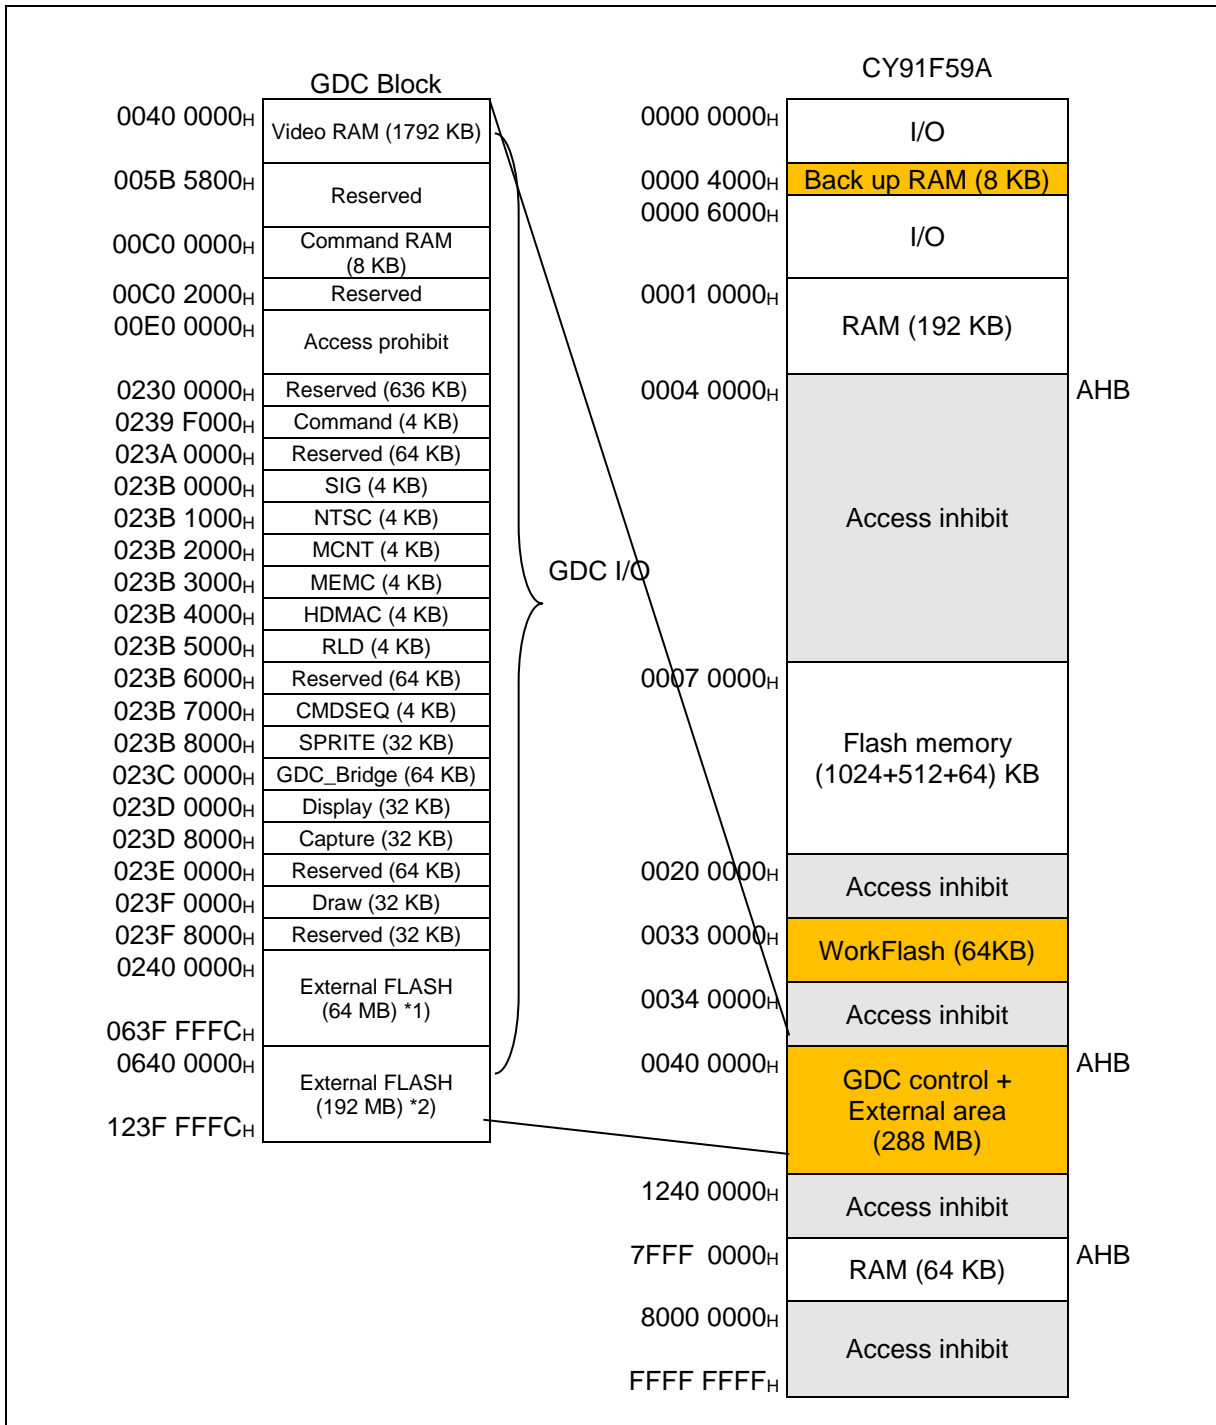 GDC Block
0040 0000H
Video RAM (1792 KB)
005B 5800H
Reserved
00C0 0000H
Command RAM
(8 KB)
00C0 2000H
Reserved
00E0 0000H
Access prohibit
0230 0000H
Reserved (636 KB)
0239 F000H
Command (4 KB)
023A 0000H
Reserved (64 KB)
023B 0000H
SIG (4 KB)
023B 1000H
NTSC (4 KB)
023B 2000H
MCNT (4 KB)
023B 3000H
MEMC (4 KB)
023B 4000H
HDMAC (4 KB)
023B 5000H
RLD (4 KB)
023B 6000H
Reserved (64 KB)
023B 7000H
CMDSEQ (4 KB)
023B 8000H
SPRITE (32 KB)
023C 0000H
GDC_Bridge (64 KB)
023D 0000H
Display (32 KB)
023D 8000H
Capture (32 KB)
023E 0000H
Reserved (64 KB)
023F 0000H
Draw (32 KB)
023F 8000H
Reserved (32 KB)
0240 0000H
External FLASH
(64 MB) *1)
063F FFFCH
0640 0000H
External FLASH
(192 MB) *2)
123F FFFCH
GDC I/O
CY91F59A
0000 0000H
I/O
0000 4000H
Back up RAM (8 KB)
0000 6000H
I/O
0001 0000H
RAM (192 KB)
0004 0000H
AHB
Access inhibit
0007 0000H
Flash memory
(1024+512+64) KB
0020 0000H
Access inhibit
0033 0000H
WorkFlash (64KB)
0034 0000H
Access inhibit
0040 0000H
AHB
GDC control +
External area
(288 MB)
1240 0000H
Access inhibit
7FFF 0000H
AHB
RAM (64 KB)
8000 0000H
Access inhibit
FFFF FFFFH